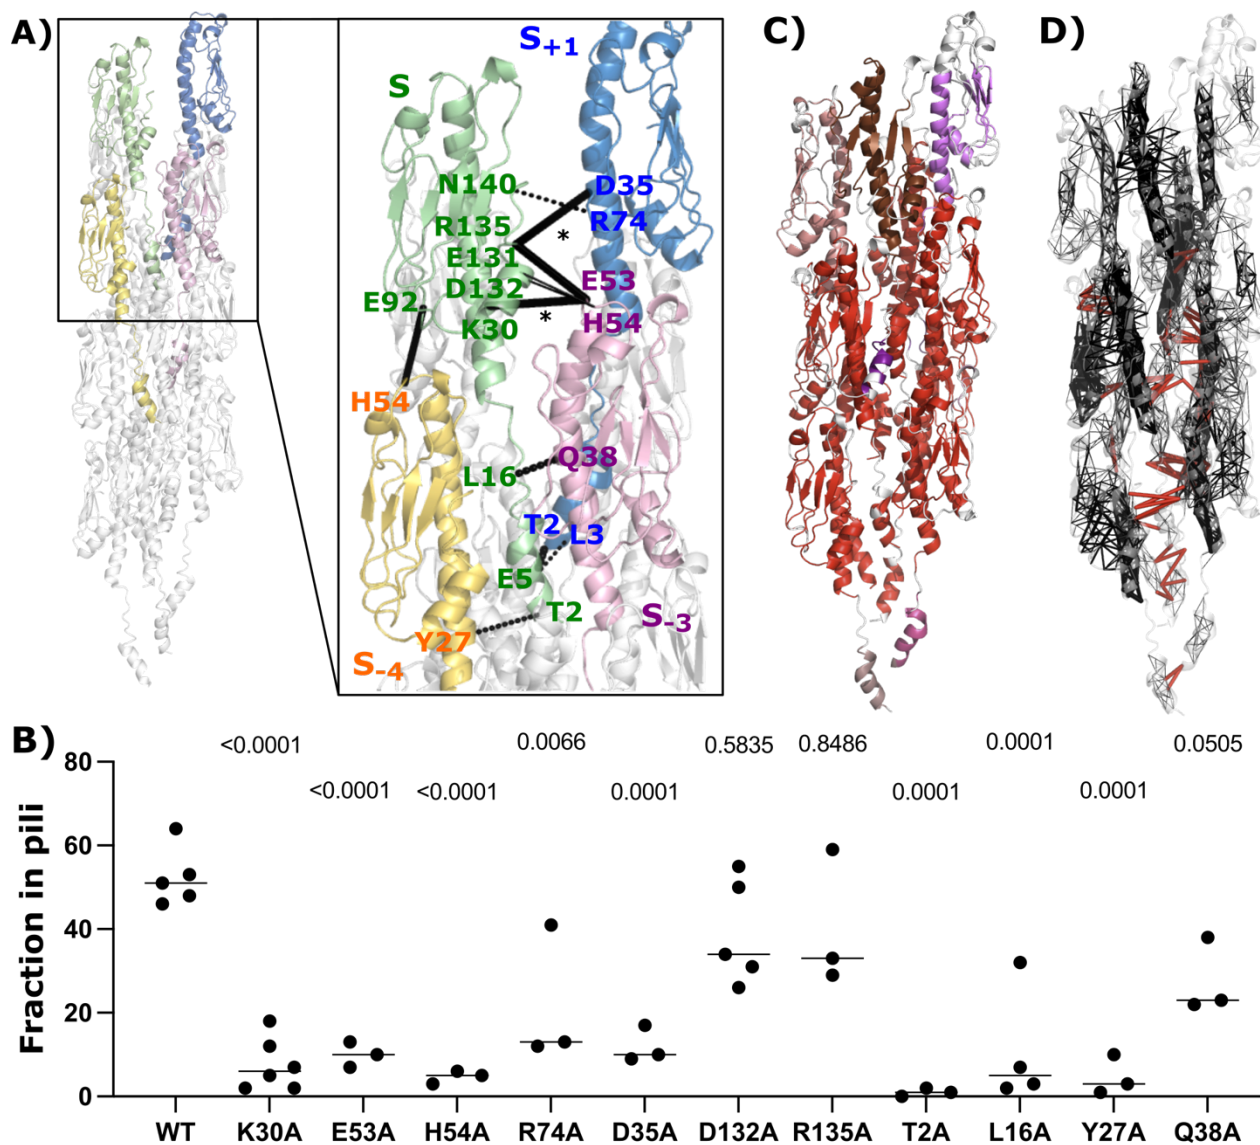 A)
S
S+1
N140
D35
R135
R74
E131
*
D132
E53
E92
K30
H54
*
H54
L16
Q38
T2
L3
E5
T2
Y27
S-3
S-4
C)
D)
B)
<0.0001
0.0066
0.5835
0.8486
0.0001
0.0505
<0.0001
<0.0001
0.0001
0.0001
0.0001
Fraction in pili
80
60
40
20
0
WT K30A E53A H54A R74A D35A D132A R135A T2A L16A Y27A Q38A